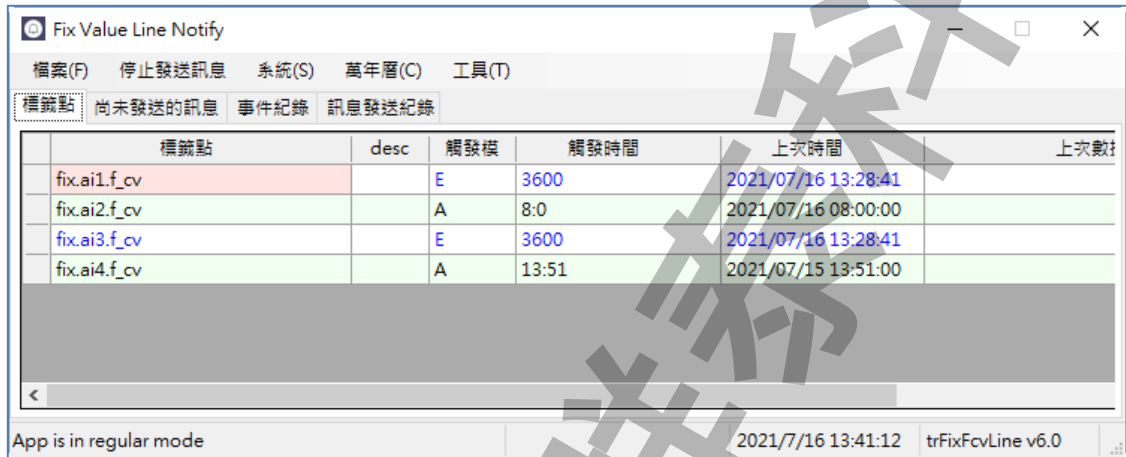 Fix Value Line Notify
檔案(F) 停止發送訊息 系統(S) 萬年曆(C) 工具(T)
標籤點 尚未發送的訊息 事件紀錄 訊息發送紀錄
標籤點 desc 觸發模 觸發時間 上次時間 上次數據
fix.ai1.f_cv E 3600 2021/07/16 13:28:41
fix.ai2.f_cv A 8:0 2021/07/16 08:00:00
fix.ai3.f_cv E 3600 2021/07/16 13:28:41
fix.ai4.f_cv A 13:51 2021/07/15 13:51:00
App is in regular mode 2021/7/16 13:41:12 trFixFcvLine v6.0